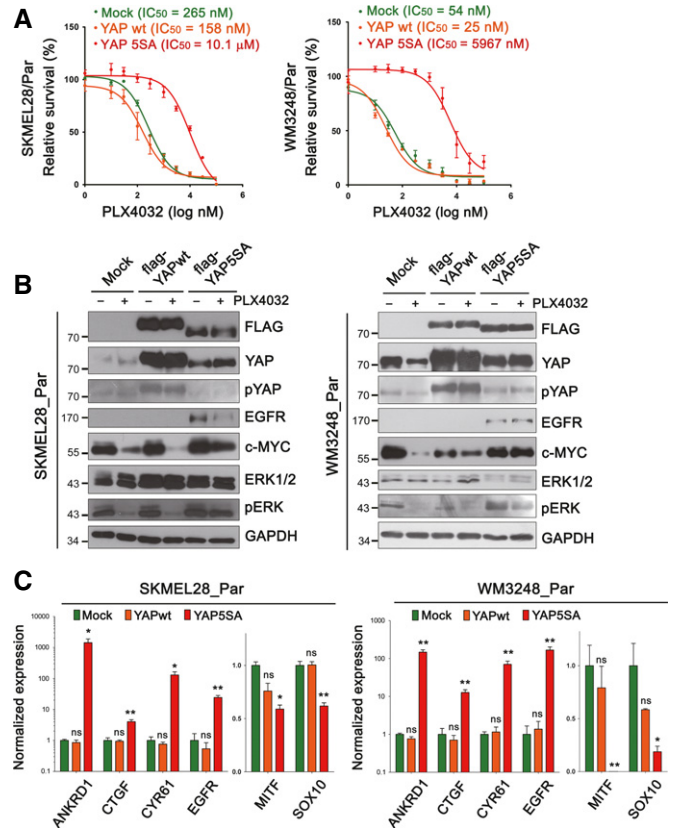 A
Mock (IC50 = 265 nM)
YAP wt (IC50 = 158 nM)
YAP 5SA (IC50 = 10.1 μM)
SKMEL28/Par
Relative survival (%)
150
100
50
0
0 2 4 6
PLX4032 (log nM)
Mock (IC50 = 54 nM)
YAP wt (IC50 = 25 nM)
YAP 5SA (IC50 = 5967 nM)
WM3248/Par
Relative survival (%)
150
100
50
0
0 2 4 6
PLX4032 (log nM)
B
Mock flag-YAPwt flag-YAP5SA
– + – + – + PLX4032
SKMEL28_Par
70 FLAG
70 YAP
70 pYAP
170 EGFR
55 c-MYC
43 ERK1/2
43 pERK
34 GAPDH
Mock flag-YAPwt flag-YAP5SA
– + – + – + PLX4032
WM3248_Par
70 FLAG
70 YAP
70 pYAP
170 EGFR
55 c-MYC
43 ERK1/2
43 pERK
34 GAPDH
C
SKMEL28_Par
Mock YAPwt YAP5SA
Normalized expression
10000
1000
100
10
1
0.1
ns * ns ** ns * ns **
ANKRD1 CTGF CYR61 EGFR
1.0
0.5
0.0
ns * ns **
MITF SOX10
WM3248_Par
Mock YAPwt YAP5SA
Normalized expression
1000
100
10
1
0.1
ns ** ns ** ns ** ns **
ANKRD1 CTGF CYR61 EGFR
1.0
0.5
0.0
ns ** ns *
MITF SOX10